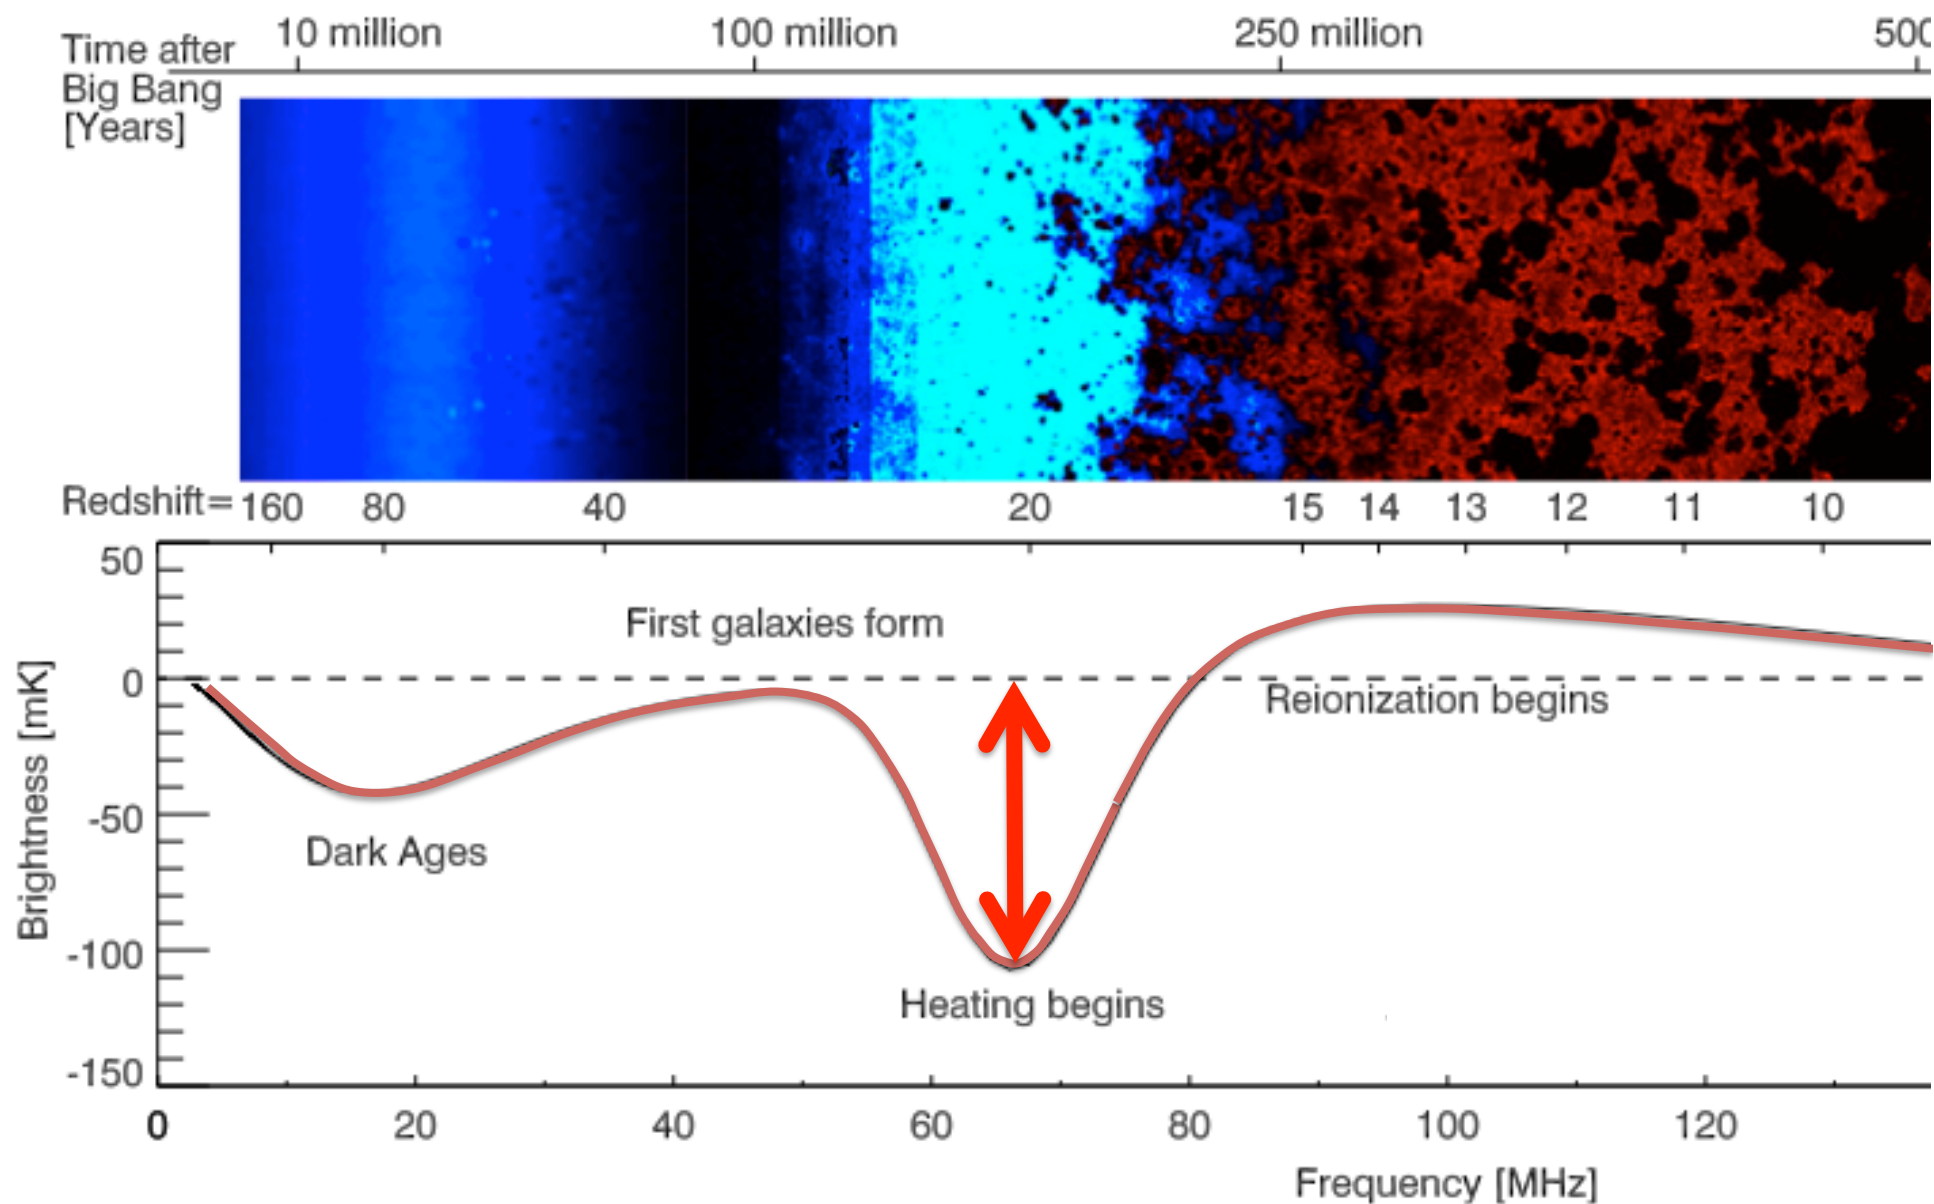 10 million 100 million 250 million 500
Time after
Big Bang
[Years]
Redshift= 160 80 40 20 15 14 13 12 11 10
50
First galaxies form
0
Reionization begins
-50
Dark Ages
-100
Heating begins
-150
0 20 40 60 80 100 120
Brightness [mK]
Frequency [MHz]